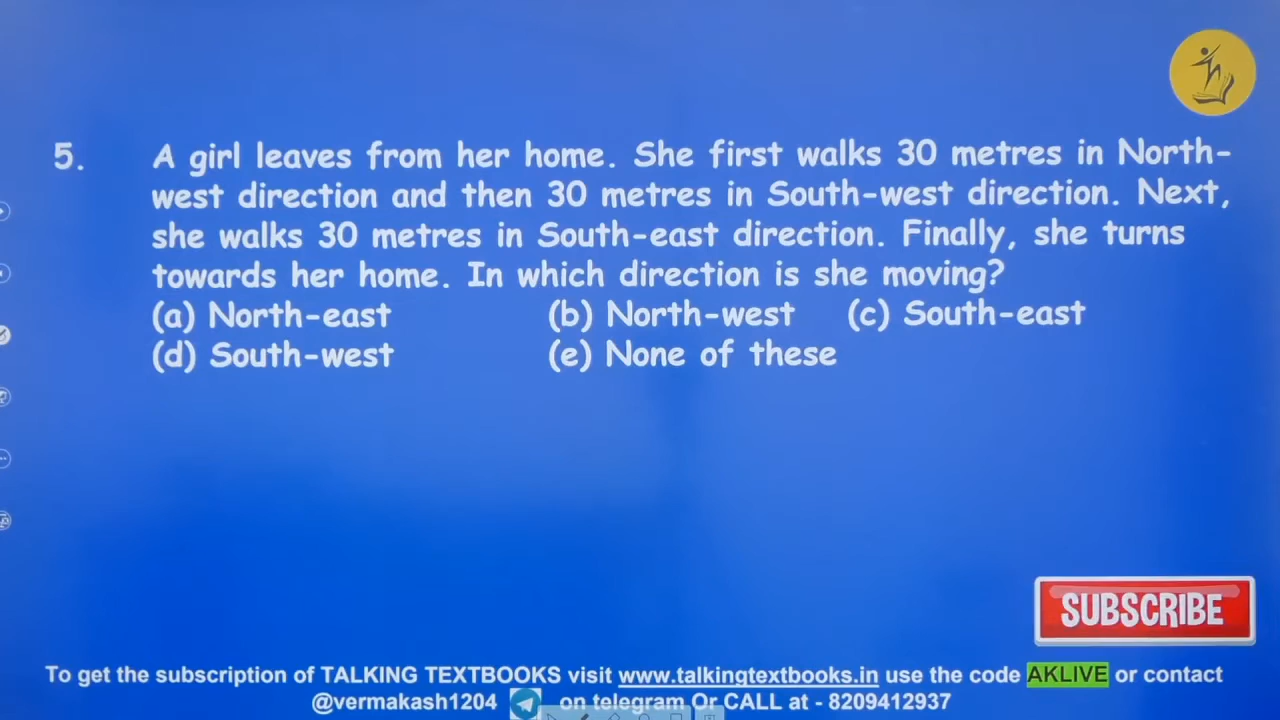 5. A girl leaves from her home. She first walks 30 metres in North-
west direction and then 30 metres in South-west direction. Next,
she walks 30 metres in South-east direction. Finally, she turns
towards her home. In which direction is she moving?
(a) North-east (b) North-west (c) South-east
(d) South-west (e) None of these
SUBSCRIBE
To get the subscription of TALKING TEXTBOOKS visit www.talkingtextbooks.in use the code AKLIVE or contact
@vermakash1204 on telegram Or CALL at - 8209412937